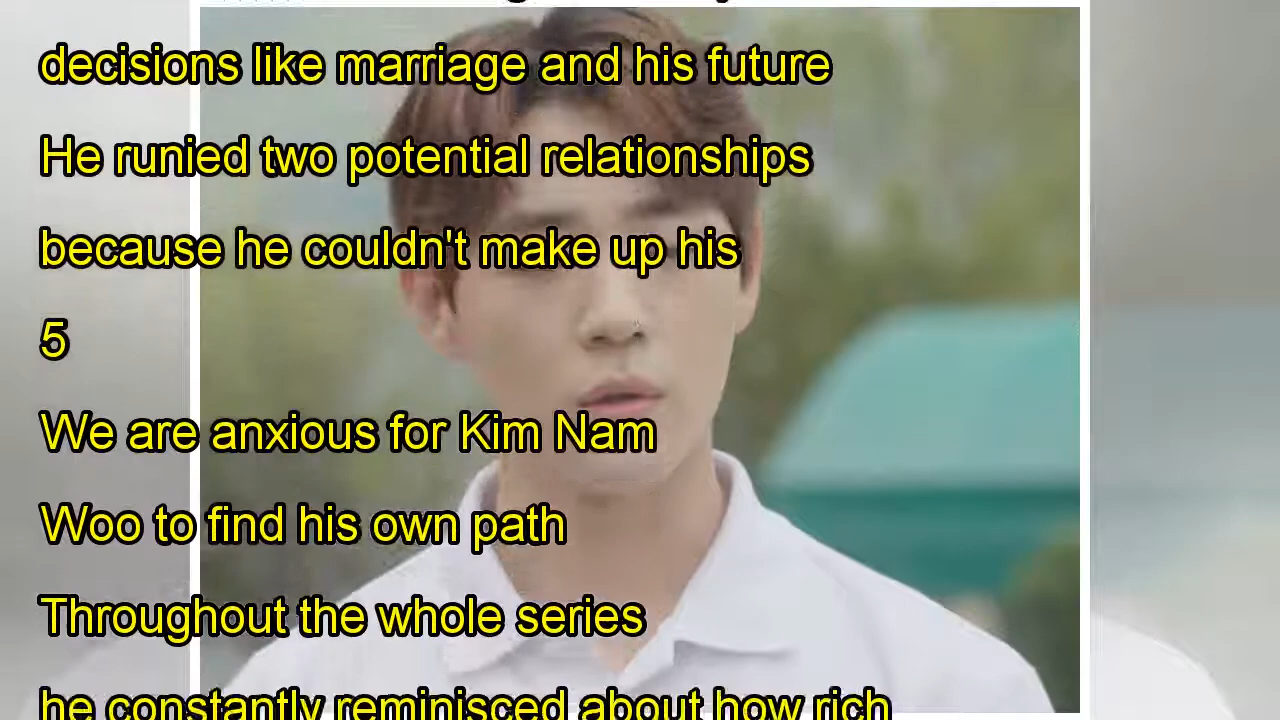 decisions like marriage and his future
He runied two potential relationships
because he couldn't make up his
5
We are anxious for Kim Nam
Woo to find his own path
Throughout the whole series
he constantly reminisced about how rich